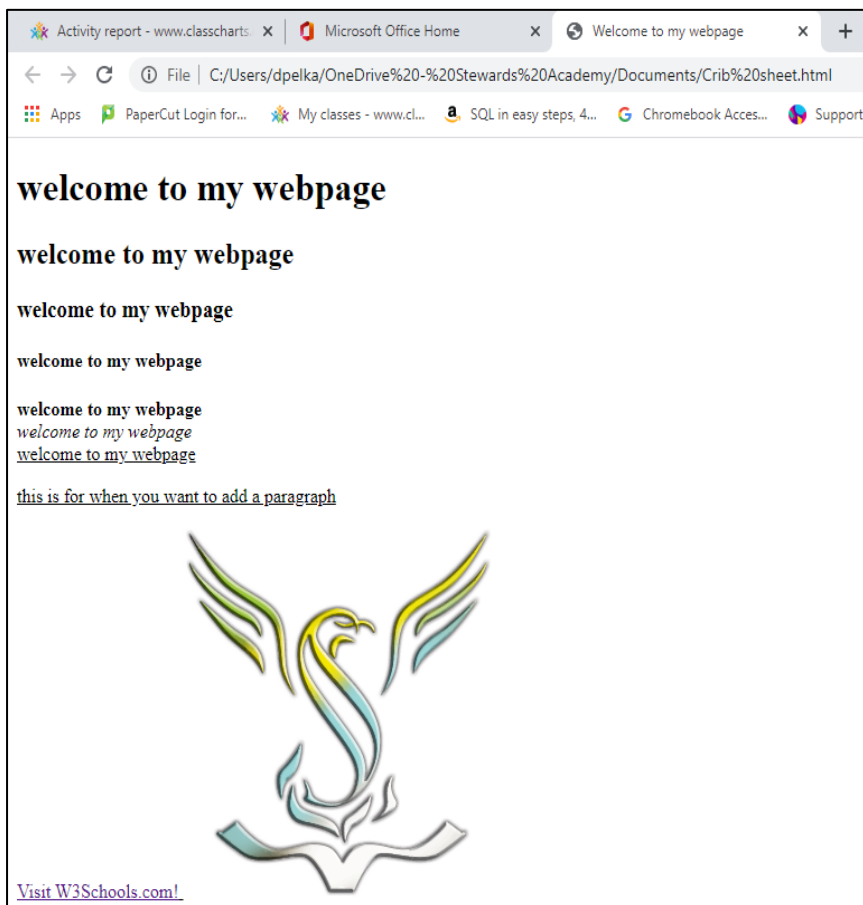 Activity report - www.classcharts.
Microsoft Office Home
Welcome to my webpage
File | C:/Users/dpelka/OneDrive%20-%20Stewards%20Academy/Documents/Crib%20sheet.html
Apps PaperCut Login for... My classes - www.cl... SQL in easy steps, 4... Chromebook Acces... Support
welcome to my webpage
welcome to my webpage
welcome to my webpage
welcome to my webpage
welcome to my webpage
welcome to my webpage
welcome to my webpage
this is for when you want to add a paragraph
Visit W3Schools.com!